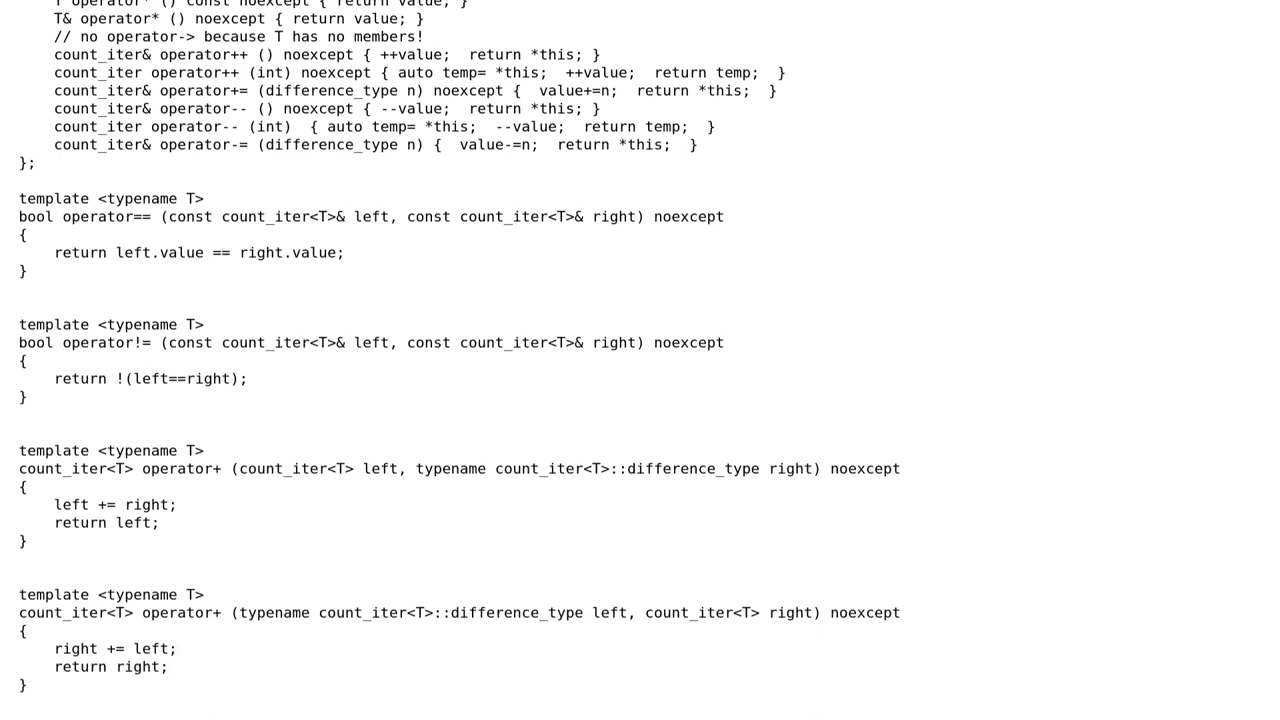 T operator* () const noexcept { return value; }
T& operator* () noexcept { return value; }
// no operator-> because T has no members!
count_iter& operator++ () noexcept { ++value;  return *this; }
count_iter operator++ (int) noexcept { auto temp= *this;  ++value;  return temp;  }
count_iter& operator+= (difference_type n) noexcept {  value+=n;  return *this;  }
count_iter& operator-- () noexcept { --value;  return *this; }
count_iter operator-- (int)  { auto temp= *this;  --value;  return temp;  }
count_iter& operator-= (difference_type n) {  value-=n;  return *this;  }
};
template <typename T>
bool operator== (const count_iter<T>& left, const count_iter<T>& right) noexcept
{
return left.value == right.value;
}
template <typename T>
bool operator!= (const count_iter<T>& left, const count_iter<T>& right) noexcept
{
return !(left==right);
}
template <typename T>
count_iter<T> operator+ (count_iter<T> left, typename count_iter<T>::difference_type right) noexcept
{
left += right;
return left;
}
template <typename T>
count_iter<T> operator+ (typename count_iter<T>::difference_type left, count_iter<T> right) noexcept
{
right += left;
return right;
}